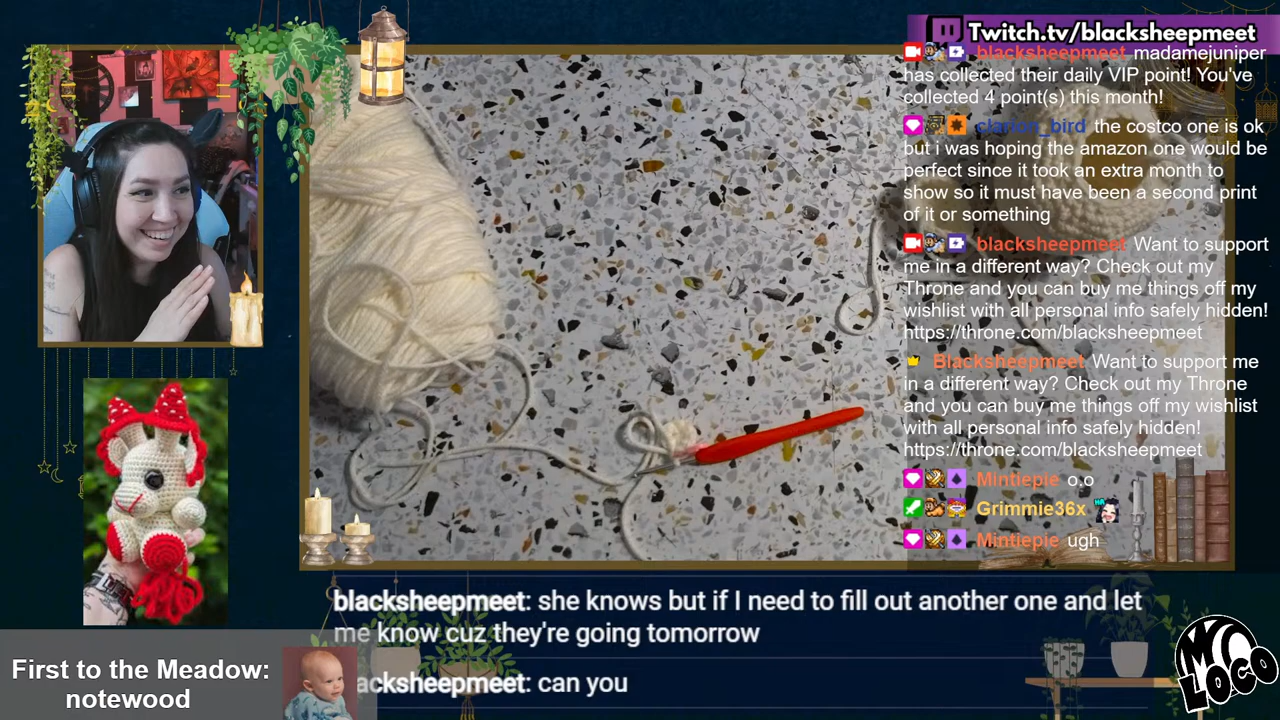 Twitch.tv/blacksheepmeet
blacksheepmeet madamejuniper
has collected their daily VIP point! You've
collected 4 point(s) this month!
clarion_bird the costco one is ok
but i was hoping the amazon one would be
perfect since it took an extra month to
show so it must have been a second print
of it or something
blacksheepmeet Want to support
me in a different way? Check out my
Throne and you can buy me things off my
wishlist with all personal info safely hidden!
https://throne.com/blacksheepmeet
Blacksheepmeet Want to support me
in a different way? Check out my Throne
and you can buy me things off my wishlist
with all personal info safely hidden!
https://throne.com/blacksheepmeet
Mintiepie o,o
Grimmie36x
Mintiepie ugh
blacksheepmeet: she knows but if I need to fill out another one and let
me know cuz they're going tomorrow
acksheepmeet: can you
First to the Meadow:
notewood
MC
LOCO